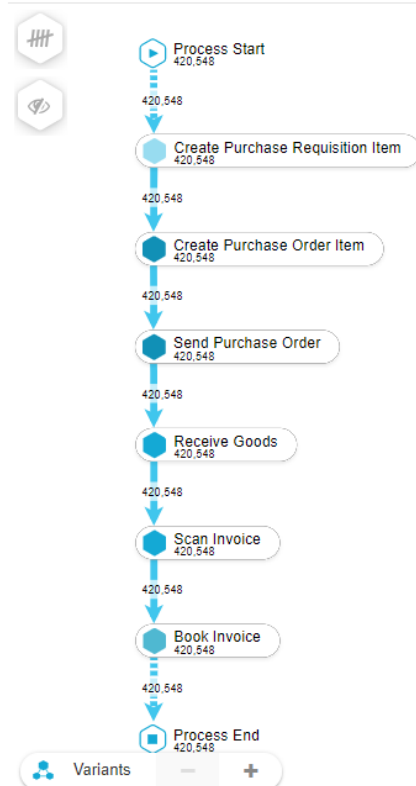 Process Start
420,548
420,548
Create Purchase Requisition Item
420,548
420,548
Create Purchase Order Item
420,548
420,548
Send Purchase Order
420,548
420,548
Receive Goods
420,548
420,548
Scan Invoice
420,548
420,548
Book Invoice
420,548
420,548
Process End
420,548
Variants